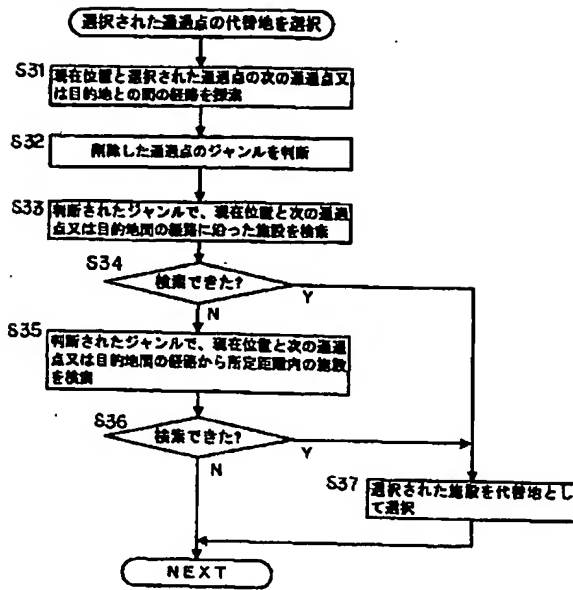 選択された通過点の代替地を選択
S31
現在位置と選択された通過点の次の通過点又
は目的地との間の経路を探索
S32
削除した通過点のジャンルを判断
S33
判断されたジャンルで、現在位置と次の通過
点又は目的地間の経路に沿った施設を検索
S34
検索できた?
Y
N
S35
判断されたジャンルで、現在位置と次の通過
点又は目的地間の経路から所定距離内の施設
を検索
S36
検索できた?
Y
N
S37
選択された施設を代替地とし
て選択
NEXT